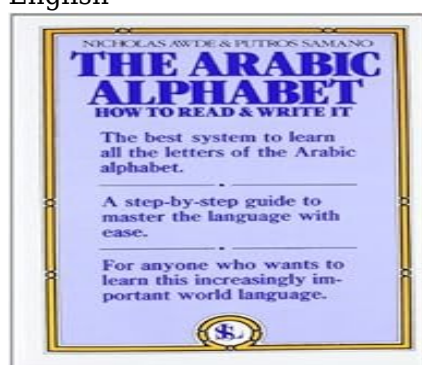 English
NICHOLAS AWDE & PUTROS SAMANO
THE ARABIC
ALPHABET
HOW TO READ & WRITE IT
The best system to learn
all the letters of the Arabic
alphabet.
A step-by-step guide to
master the language with
ease.
For anyone who wants to
learn this increasingly im-
portant world language.